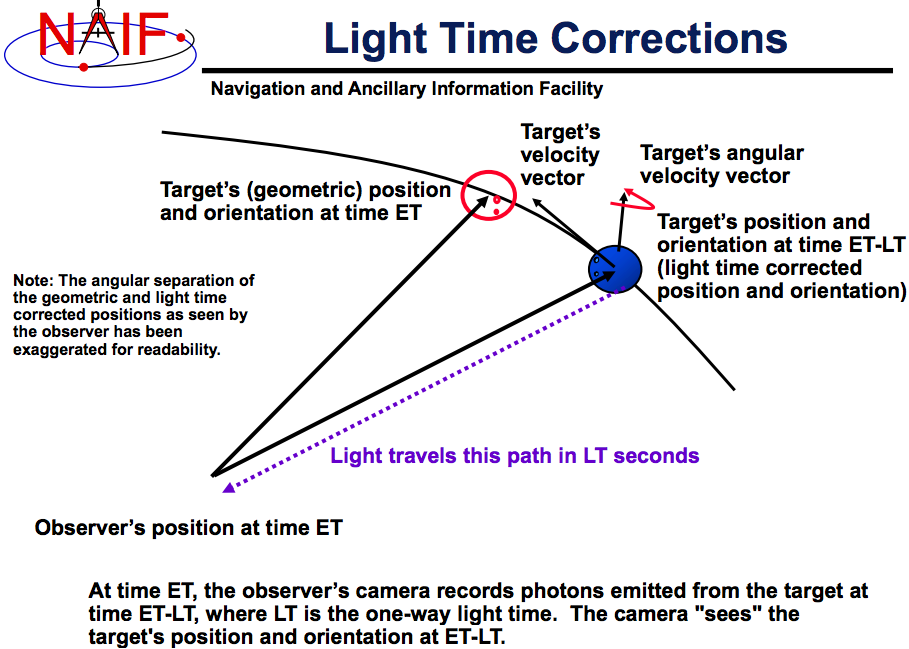 NAIF
Light Time Corrections
Navigation and Ancillary Information Facility
Target's
velocity
vector
Target's angular
velocity vector
Target's (geometric) position
and orientation at time ET
Target's position and
orientation at time ET-LT
(light time corrected
position and orientation)
Note: The angular separation of
the geometric and light time
corrected positions as seen by
the observer has been
exaggerated for readability.
Light travels this path in LT seconds
Observer's position at time ET
At time ET, the observer's camera records photons emitted from the target at
time ET-LT, where LT is the one-way light time.  The camera "sees" the
target's position and orientation at ET-LT.